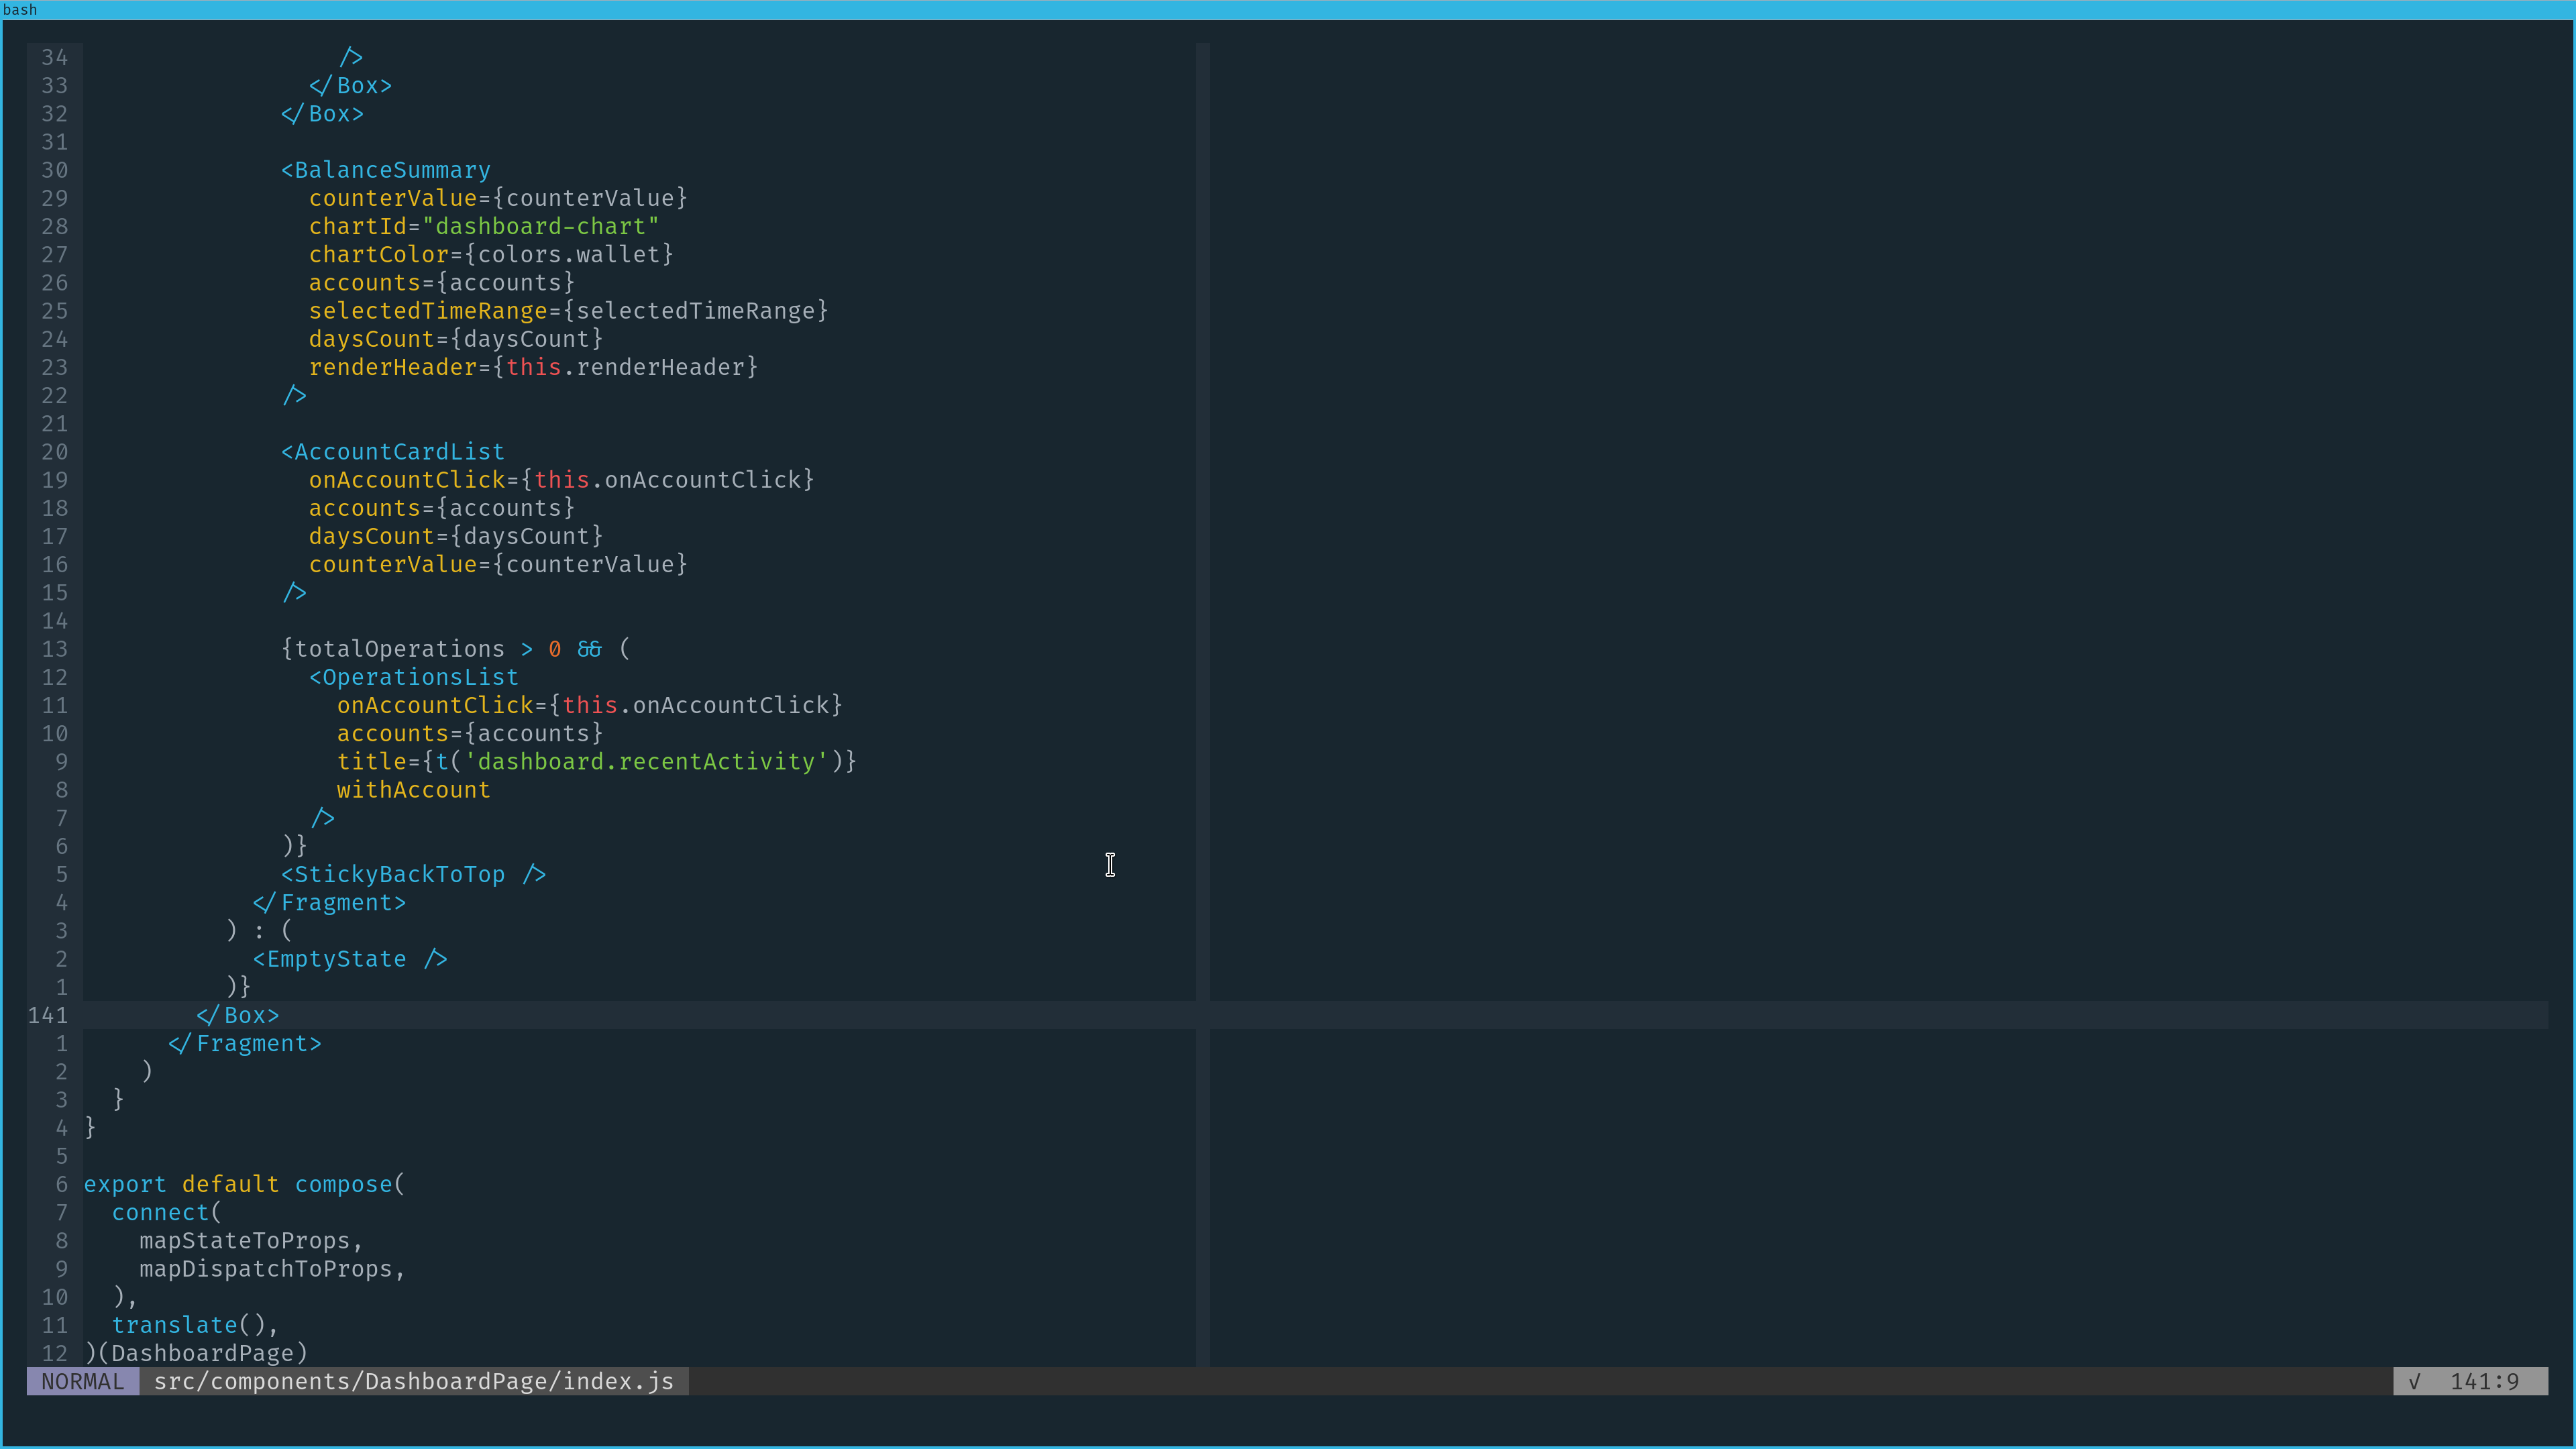 bash
34                   />
33                 </Box>
32               </Box>
31
30               <BalanceSummary
29                 counterValue={counterValue}
28                 chartId="dashboard-chart"
27                 chartColor={colors.wallet}
26                 accounts={accounts}
25                 selectedTimeRange={selectedTimeRange}
24                 daysCount={daysCount}
23                 renderHeader={this.renderHeader}
22               />
21
20               <AccountCardList
19                 onAccountClick={this.onAccountClick}
18                 accounts={accounts}
17                 daysCount={daysCount}
16                 counterValue={counterValue}
15               />
14
13               {totalOperations > 0 && (
12                 <OperationsList
11                   onAccountClick={this.onAccountClick}
10                   accounts={accounts}
9                   title={t('dashboard.recentActivity')}
8                   withAccount
7                 />
6               )}
5               <StickyBackToTop />
4             </Fragment>
3           ) : (
2             <EmptyState />
1           )}
141         </Box>
1       </Fragment>
2     )
3   }
4 }
5
6 export default compose(
7   connect(
8     mapStateToProps,
9     mapDispatchToProps,
10   ),
11   translate(),
12 )(DashboardPage)
NORMAL src/components/DashboardPage/index.js √ 141:9